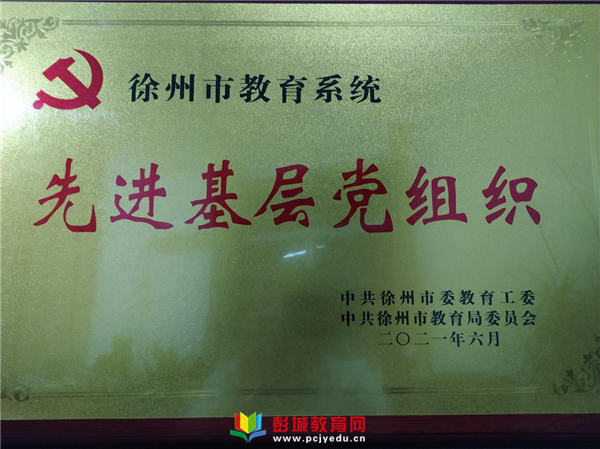 徐州市教育系统
先进基层党组织
中共徐州市委教育工委
中共徐州市教育局委员会
二〇二一年六月
彭城教育网
www.pcjyedu.cn